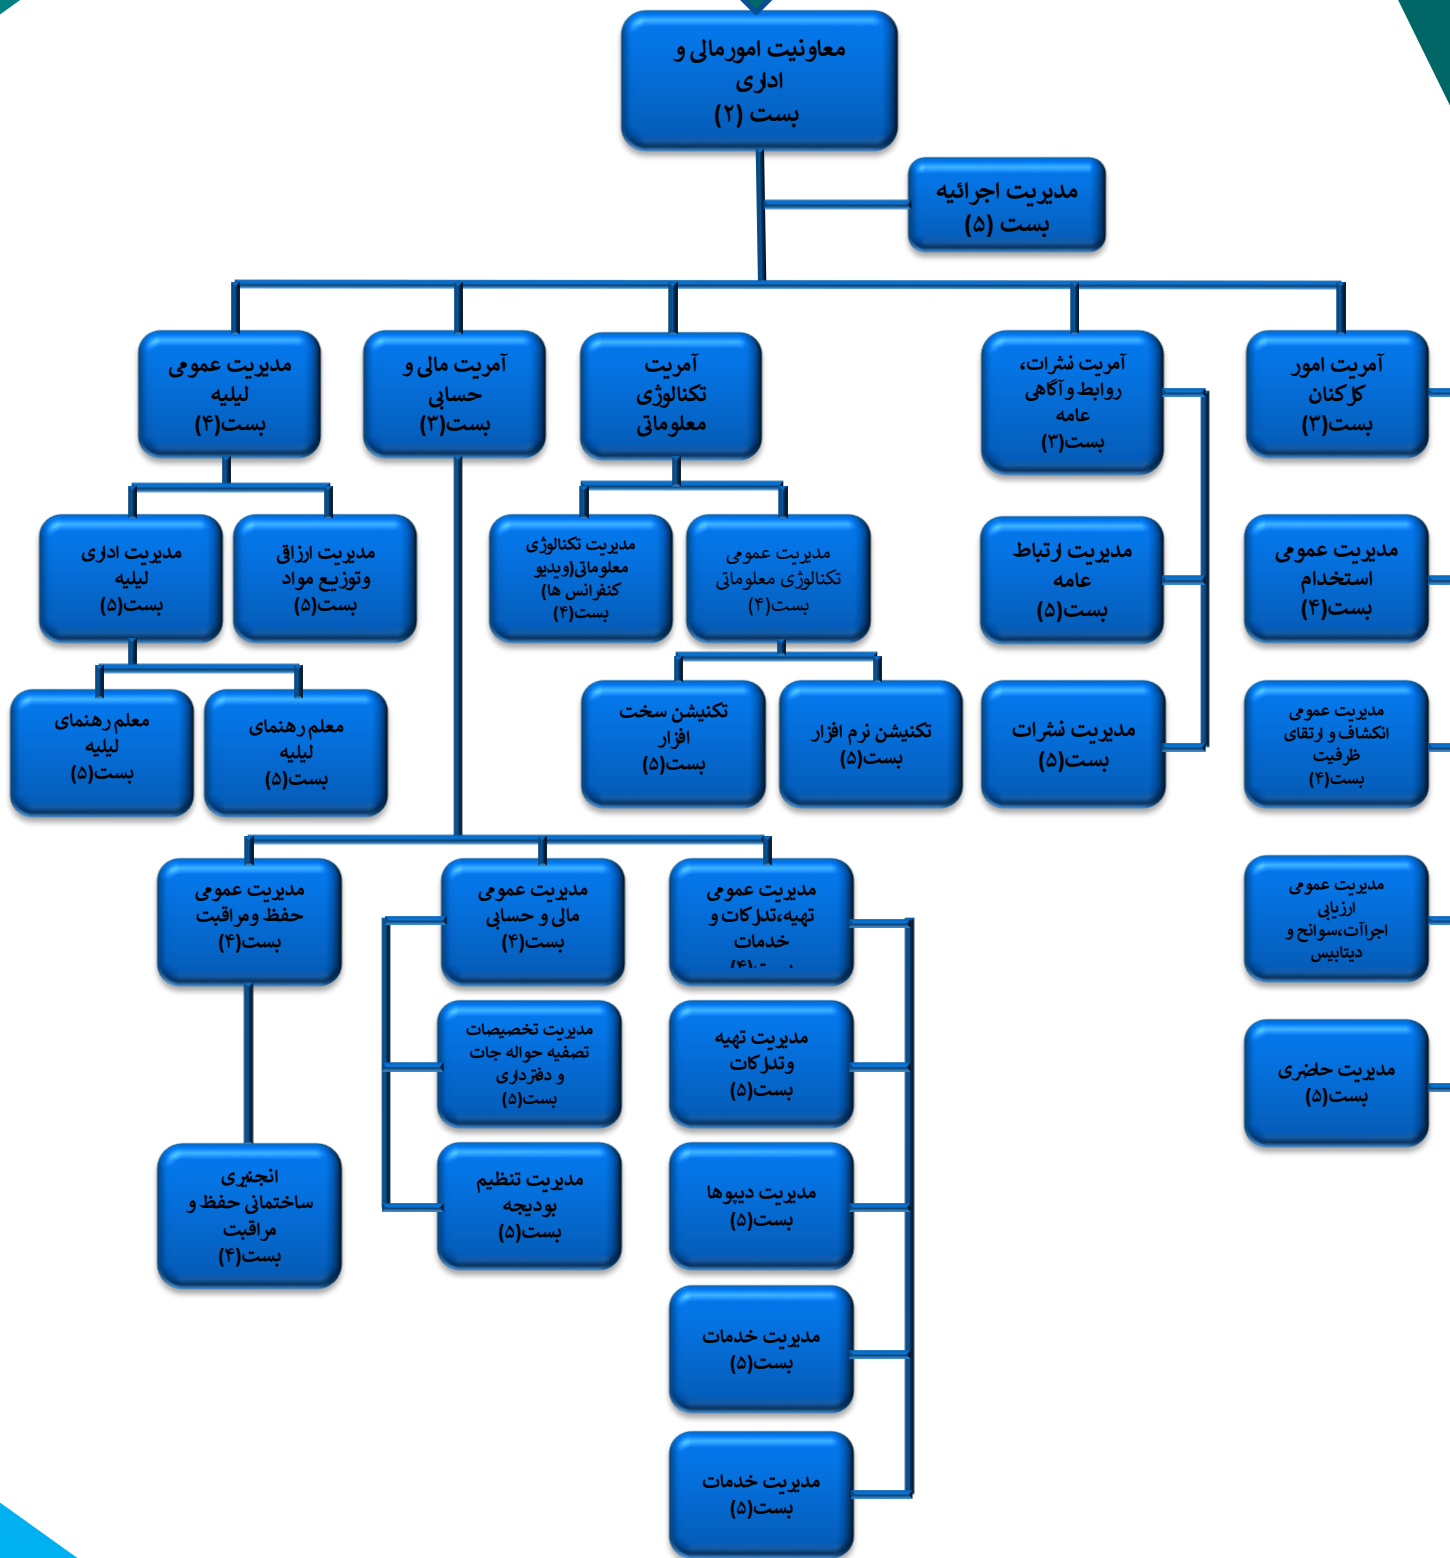 معاونیت امورمالی و
اداری
بست (۲)
مدیریت اجرائیه
بست (۵)
آمریت امور
کارکنان
بست(۳)
آمریت نشرات،
روابط وآگاهی
عامه
بست(۳)
آمریت
تکنالوژی
معلوماتی
آمریت مالی و
حسابی
بست(۳)
مدیریت عمومی
لیلیه
بست(۴)
مدیریت عمومی
استخدام
بست(۴)
مدیریت ارتباط
عامه
بست(۵)
مدیریت عمومی
تکنالوژی معلوماتی
بست(۴)
مدیریت تکنالوژی
معلوماتی(ویدیو
کنفرانس ها)
بست(۴)
مدیریت ارزاقی
وتوزیع مواد
بست(۵)
مدیریت اداری
لیلیه
بست(۵)
مدیریت عمومی
انکشاف و ارتقای
ظرفیت
بست(۴)
مدیریت نشرات
بست(۵)
تکنیشن نرم افزار
بست(۵)
تکنیشن سخت
افزار
بست(۵)
معلم رهنمای
لیلیه
بست(۵)
معلم رهنمای
لیلیه
بست(۵)
مدیریت عمومی
ارزیابی
اجراآت،سوانح و
دیتابیس
مدیریت عمومی
تهیه،تدارکات و
خدمات
بست(۴)
مدیریت عمومی
مالی و حسابی
بست(۴)
مدیریت عمومی
حفظ ومراقبت
بست(۴)
مدیریت حاضری
بست(۵)
مدیریت تهیه
وتدارکات
بست(۵)
مدیریت تخصیصات
تصفیه حواله جات
و دفترداری
بست(۵)
مدیریت دیپوها
بست(۵)
مدیریت تنظیم
بودیجه
بست(۵)
انجنیری
ساختمانی حفظ و
مراقبت
بست(۴)
مدیریت خدمات
بست(۵)
مدیریت خدمات
بست(۵)